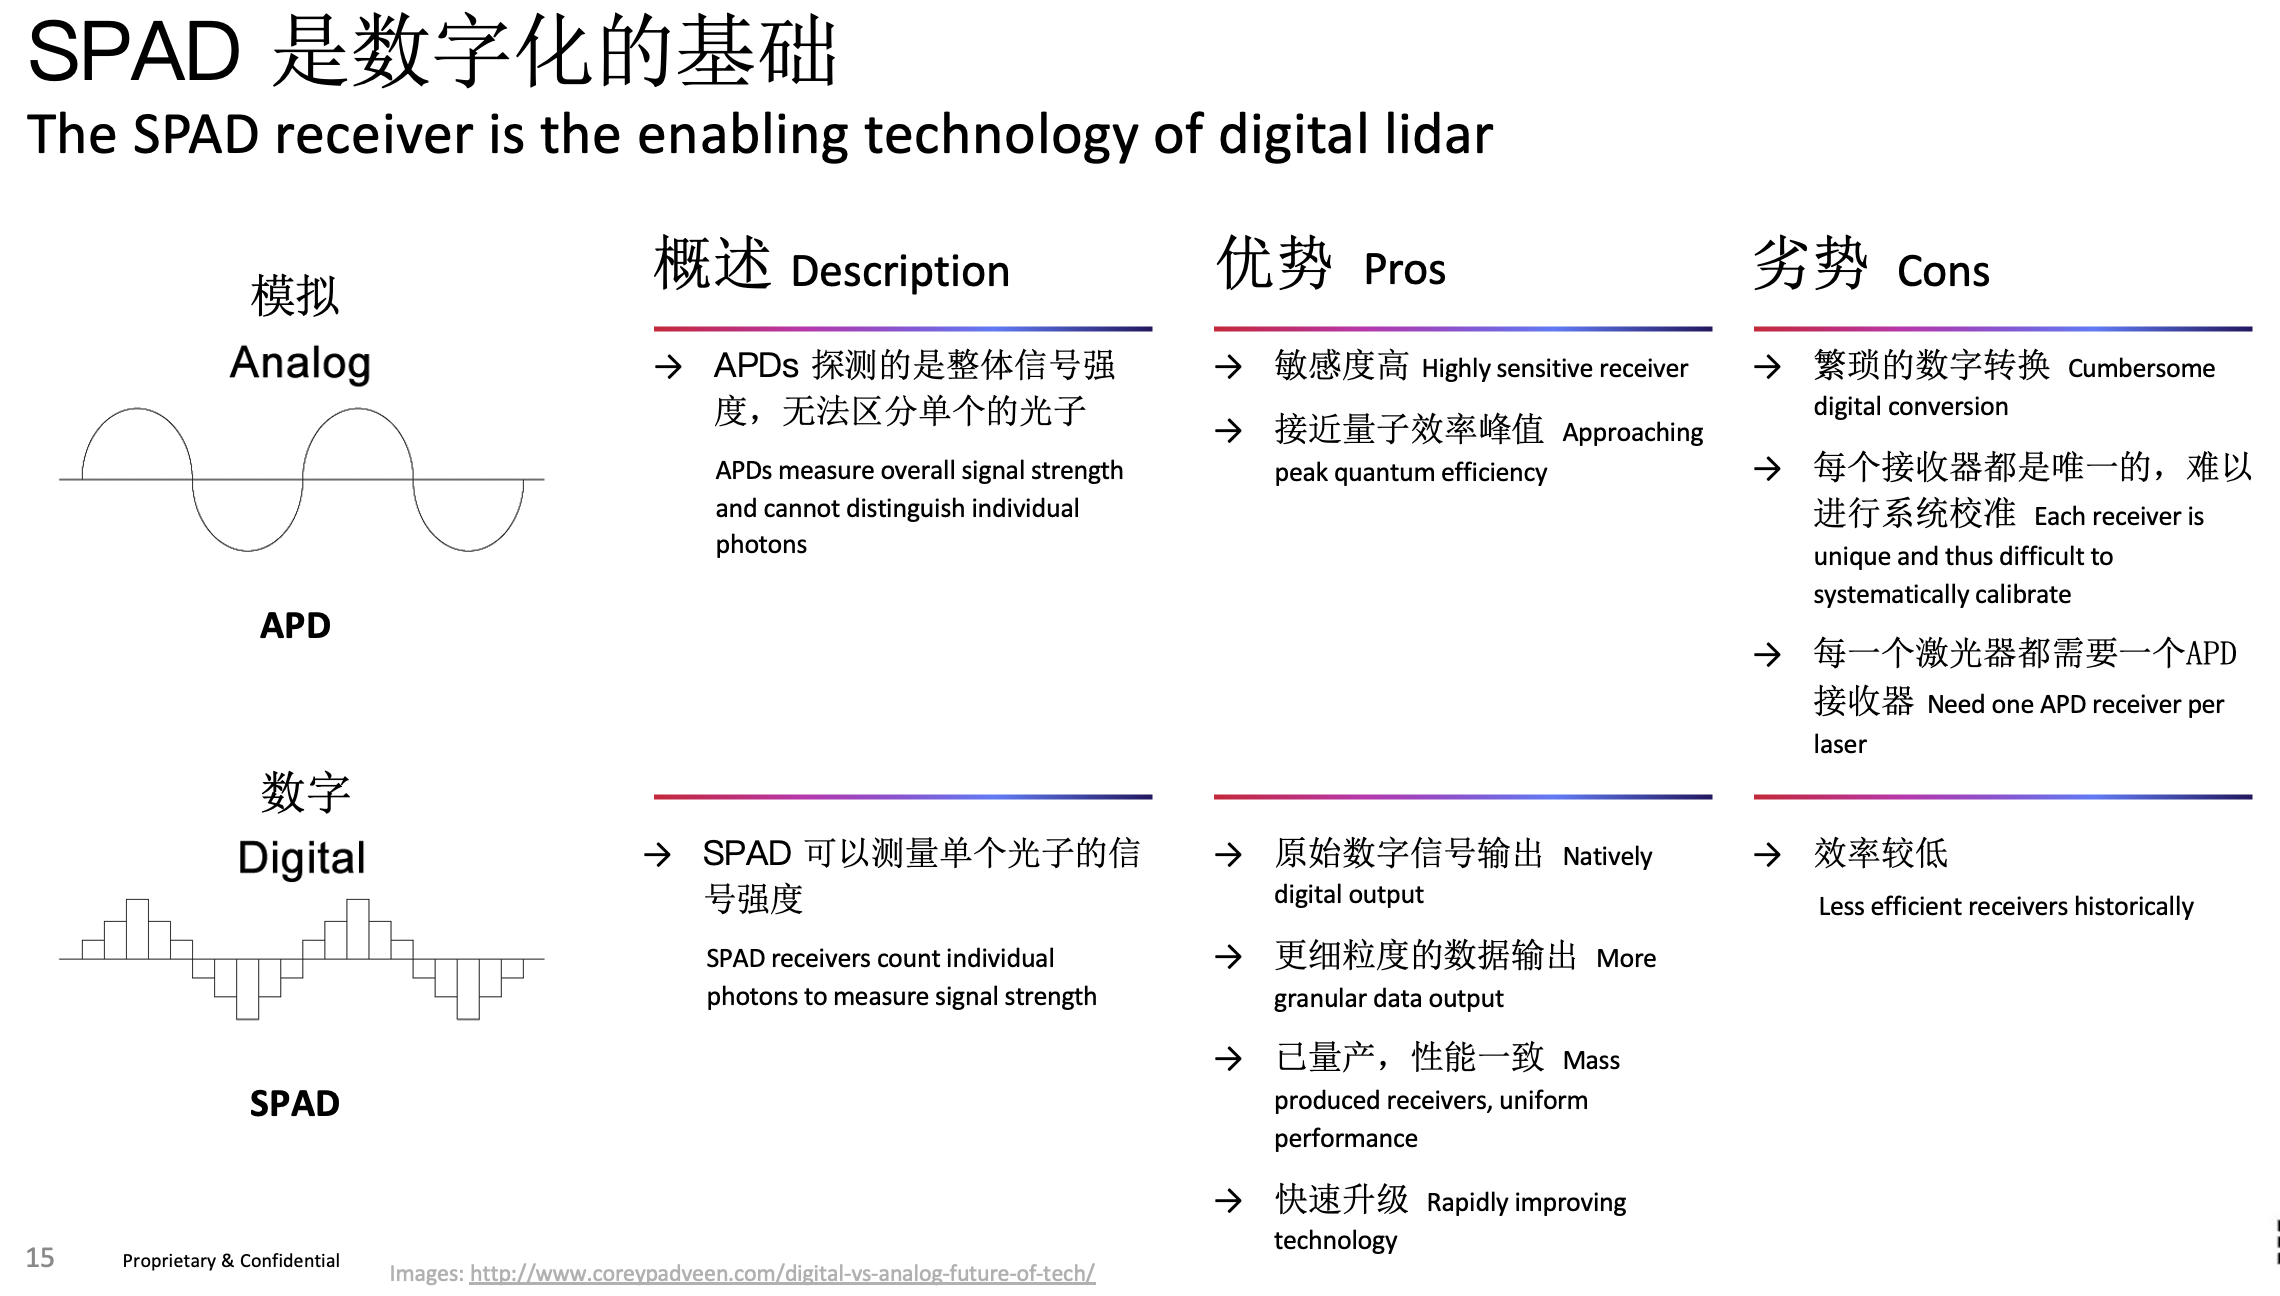 SPAD 是数字化的基础
The SPAD receiver is the enabling technology of digital lidar
概述 Description
优势 Pros
劣势 Cons
模拟
Analog
APD
→ APDs 探测的是整体信号强
度，无法区分单个的光子
APDs measure overall signal strength
and cannot distinguish individual
photons
→ 敏感度高 Highly sensitive receiver
→ 接近量子效率峰值 Approaching
peak quantum efficiency
→ 繁琐的数字转换 Cumbersome
digital conversion
→ 每个接收器都是唯一的，难以
进行系统校准 Each receiver is
unique and thus difficult to
systematically calibrate
→ 每一个激光器都需要一个APD
接收器 Need one APD receiver per
laser
数字
Digital
SPAD
→ SPAD 可以测量单个光子的信
号强度
SPAD receivers count individual
photons to measure signal strength
→ 原始数字信号输出 Natively
digital output
→ 更细粒度的数据输出 More
granular data output
→ 已量产，性能一致 Mass
produced receivers, uniform
performance
→ 快速升级 Rapidly improving
technology
→ 效率较低
Less efficient receivers historically
15
Proprietary & Confidential
Images: http://www.coreypadveen.com/digital-vs-analog-future-of-tech/